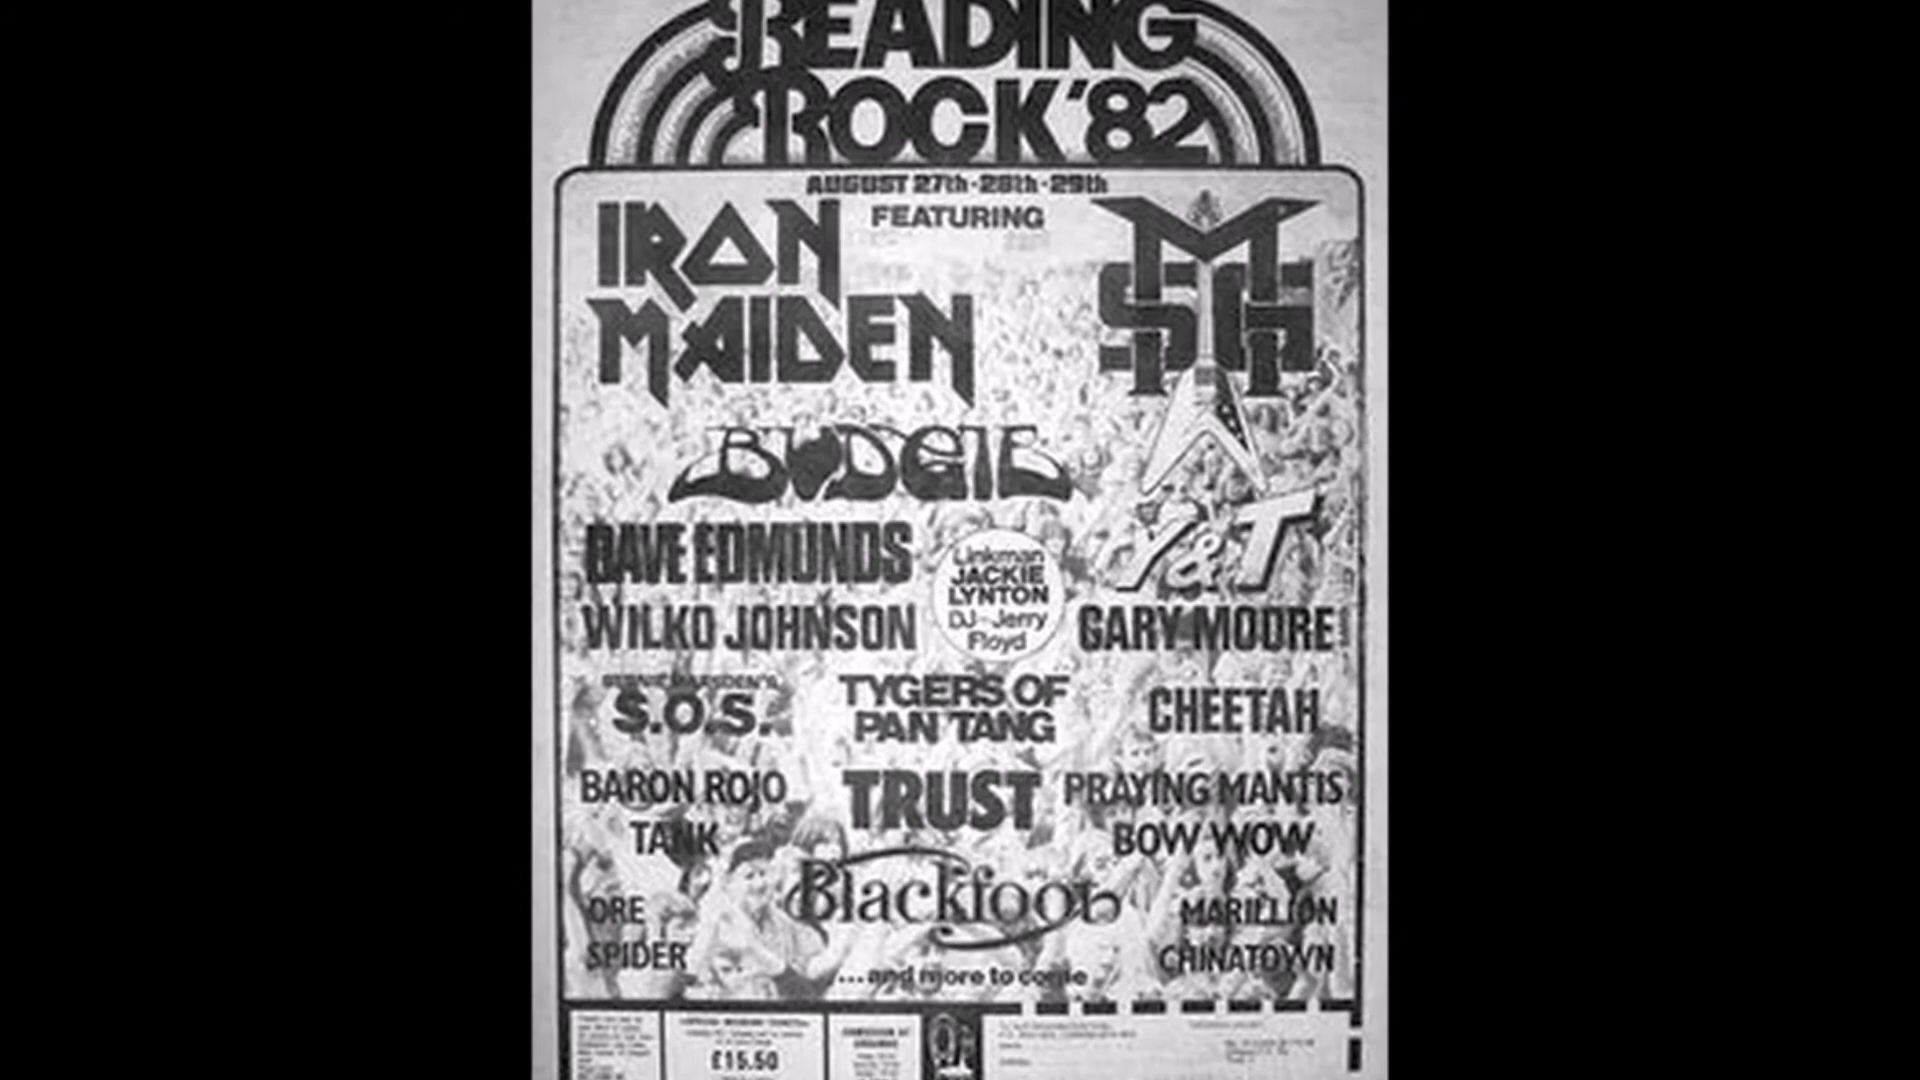 READING
ROCK '82
AUGUST 27th-28th-29th
FEATURING
IRON
MAIDEN
MSG
BUDGIE
Y&T
DAVE EDMUNDS
Linkman
JACKIE
LYNTON
DJ-Jerry
Floyd
WILKO JOHNSON
GARY MOORE
BERNIE MARSDEN'S
S.O.S.
TYGERS OF
PAN TANG
CHEETAH
BARON ROJO
TRUST
PRAYING MANTIS
TANK
BOW WOW
Blackfoot
ORE
MARILLION
SPIDER
CHINATOWN
...and more to come
£15.50